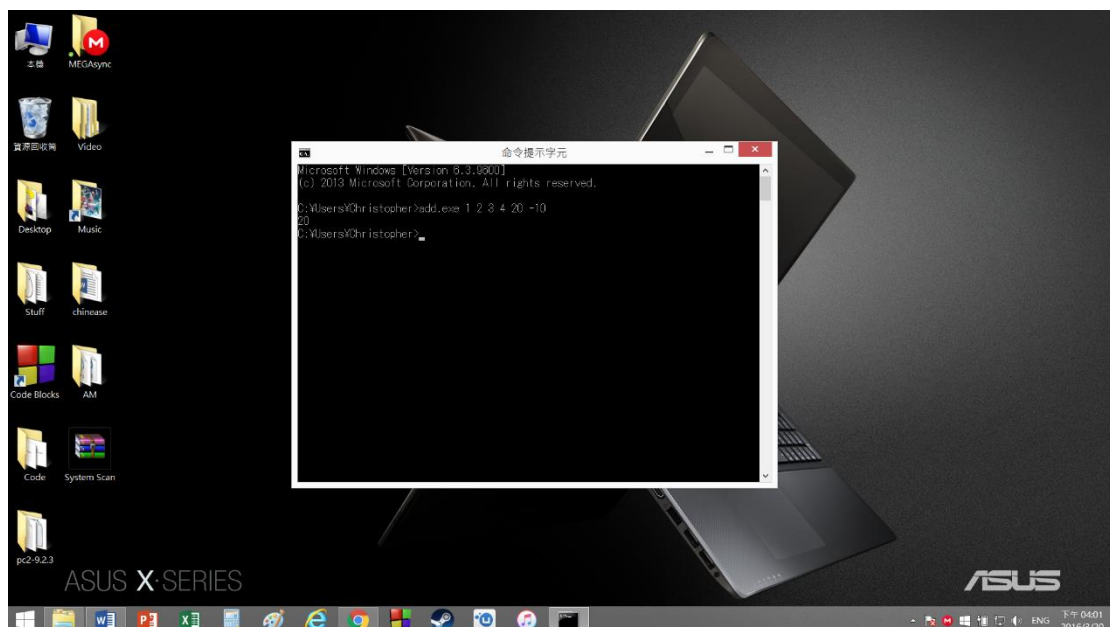 本機
MEGAsync
資源回收筒
Video
Desktop
Music
Stuff
chinease
Code Blocks
AM
Code
System Scan
pc2-9.2.3
命令提示字元
Microsoft Windows [Version 6.3.9600]
(c) 2013 Microsoft Corporation. All rights reserved.
C:¥Users¥Christopher>add.exe 1 2 3 4 20 -10
20
C:¥Users¥Christopher>_
ASUS X·SERIES
ASUS
ENG
下午 04:01
2016/3/20